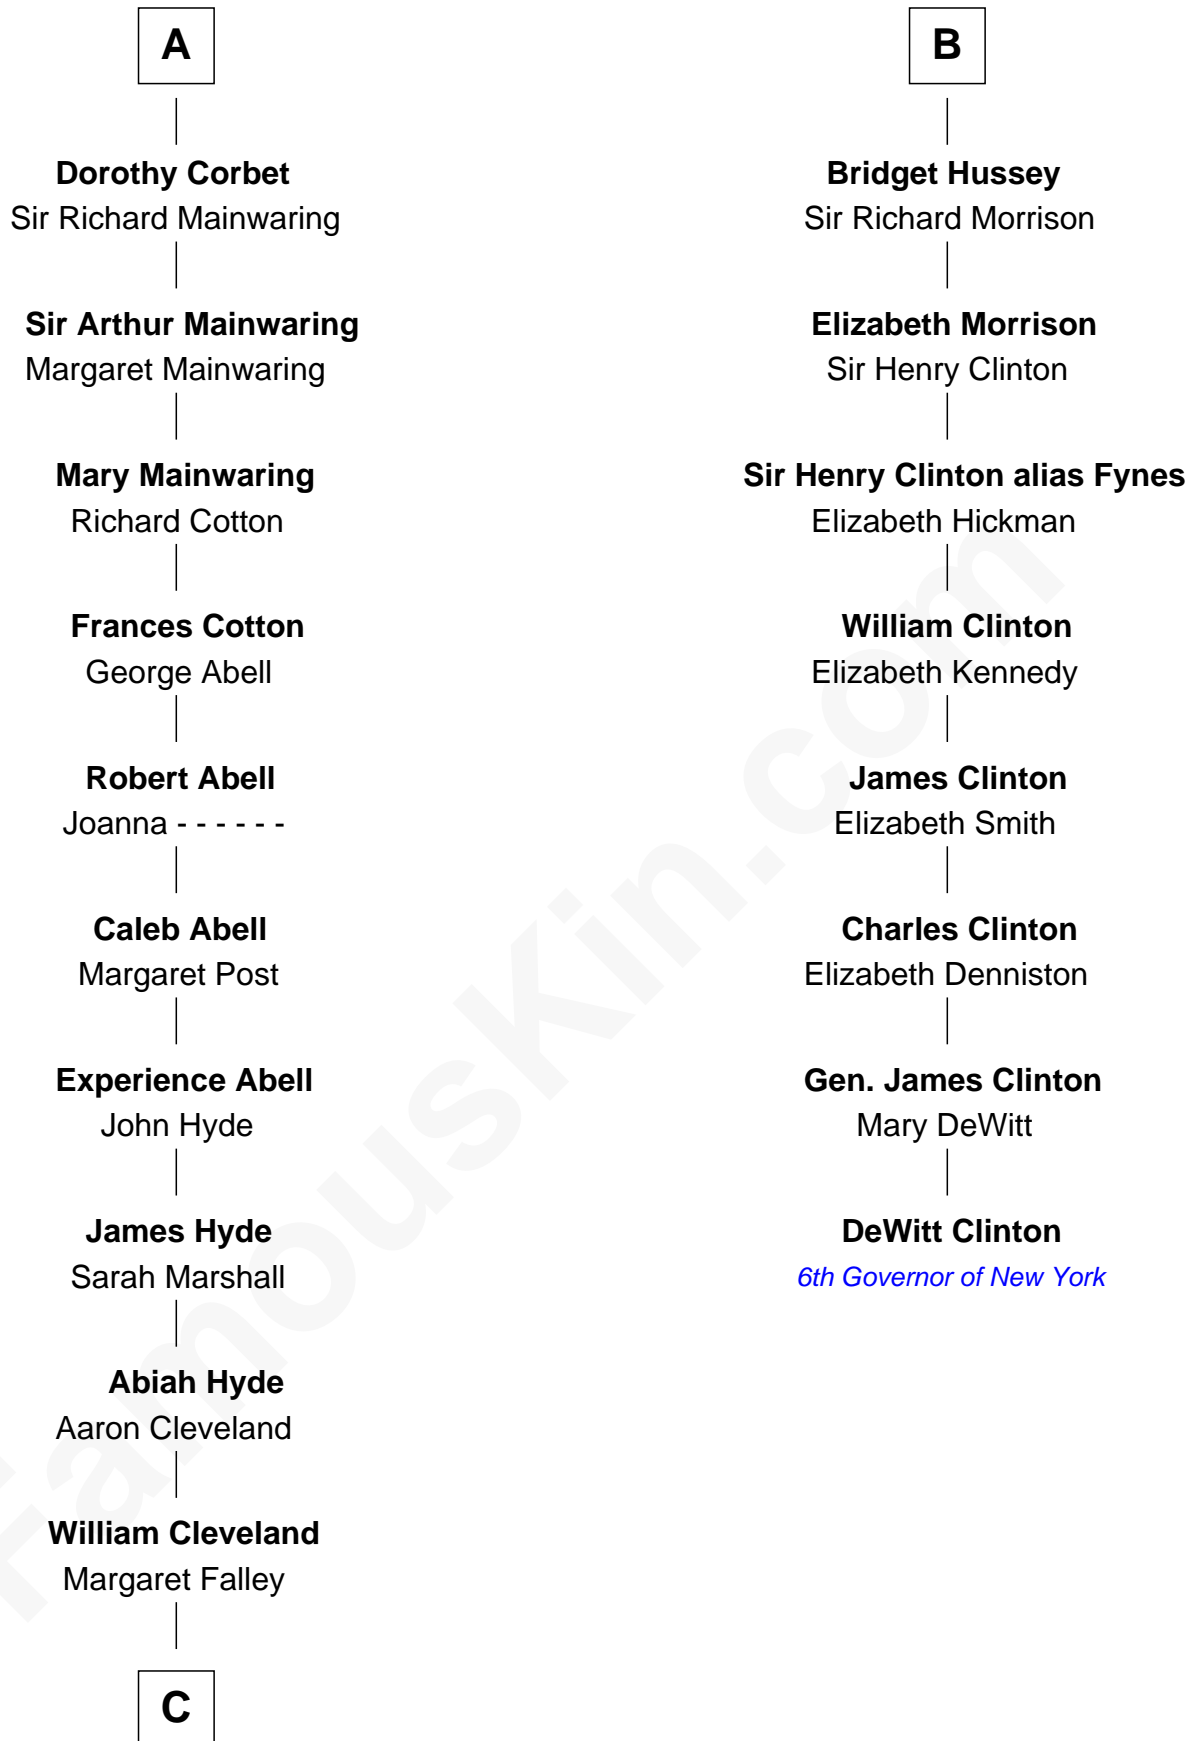 A
Dorothy Corbet
Sir Richard Mainwaring
Sir Arthur Mainwaring
Margaret Mainwaring
Mary Mainwaring
Richard Cotton
Frances Cotton
George Abell
Robert Abell
Joanna - - - - - -
Caleb Abell
Margaret Post
Experience Abell
John Hyde
James Hyde
Sarah Marshall
Abiah Hyde
Aaron Cleveland
William Cleveland
Margaret Falley
C
B
Bridget Hussey
Sir Richard Morrison
Elizabeth Morrison
Sir Henry Clinton
Sir Henry Clinton alias Fynes
Elizabeth Hickman
William Clinton
Elizabeth Kennedy
James Clinton
Elizabeth Smith
Charles Clinton
Elizabeth Denniston
Gen. James Clinton
Mary DeWitt
DeWitt Clinton
6th Governor of New York
FamousKin.com